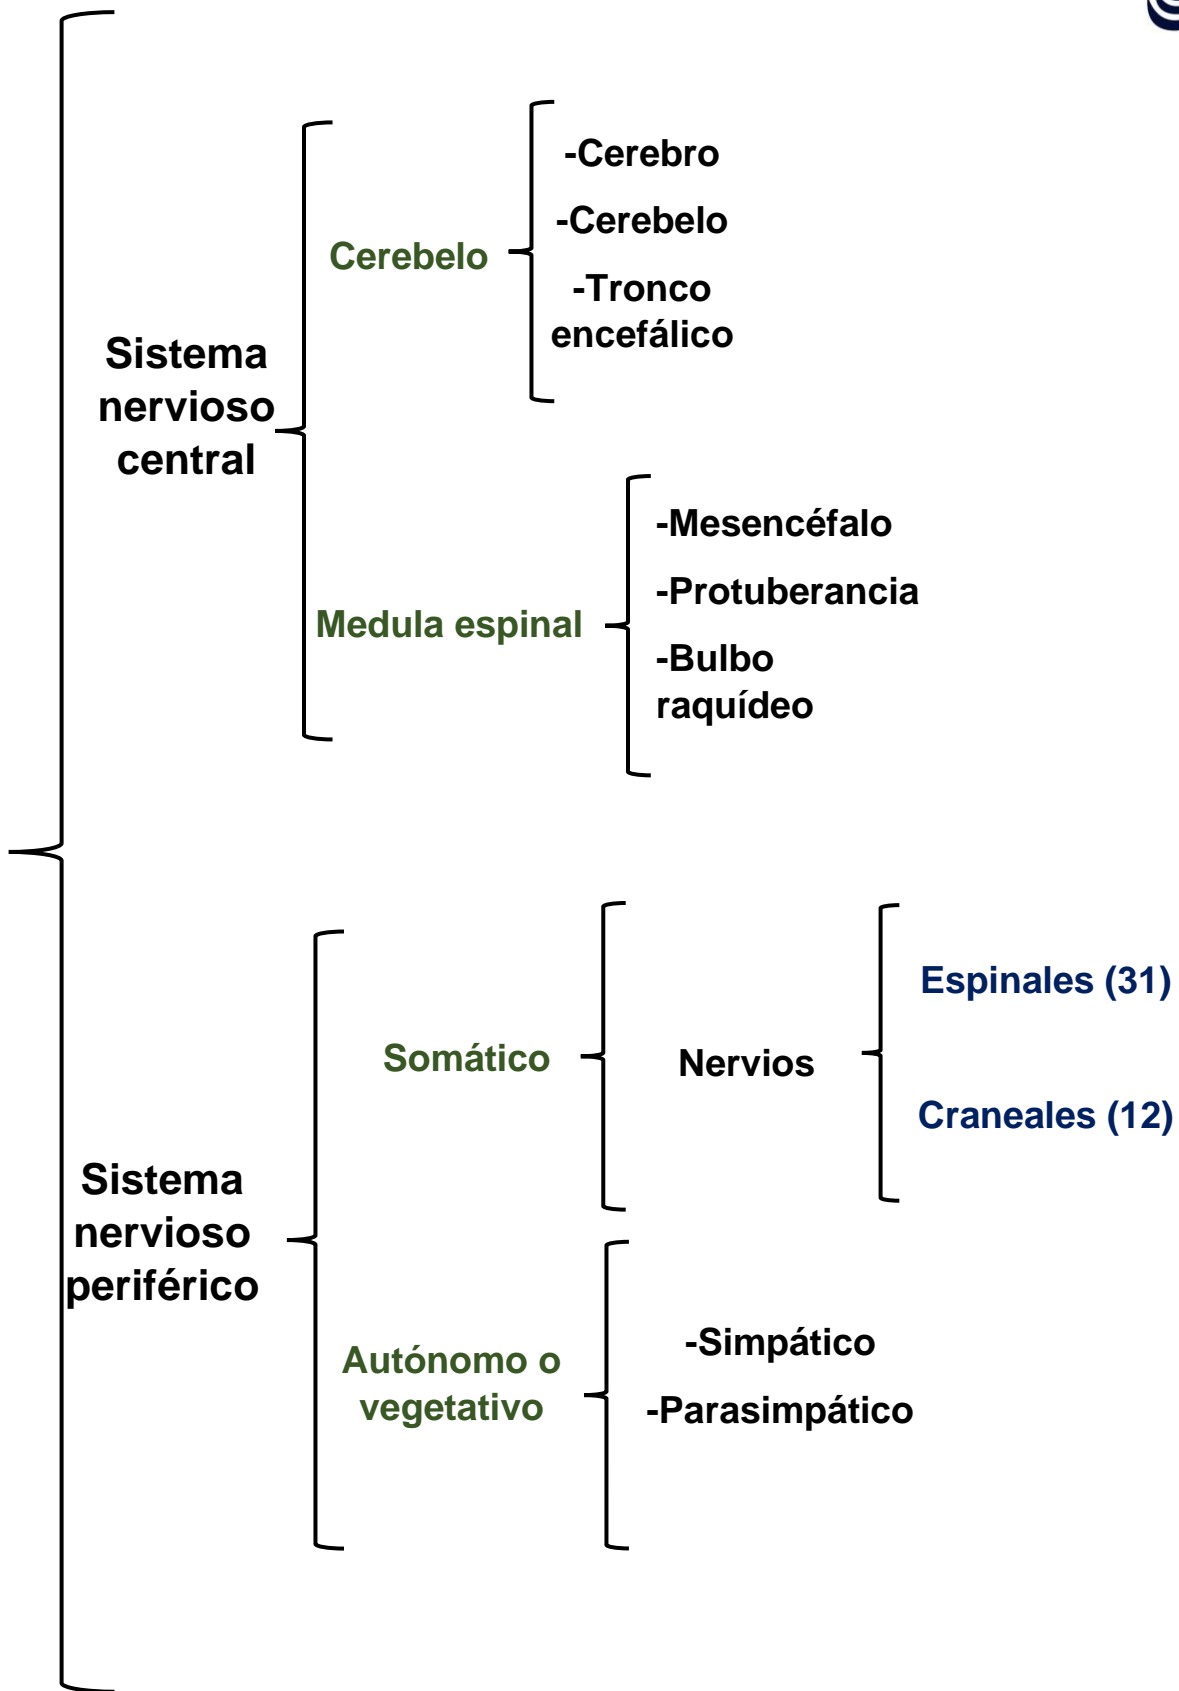 -Cerebro
-Cerebelo
Cerebelo
-Tronco
encefálico
Sistema
nervioso
central
-Mesencéfalo
-Protuberancia
Medula espinal
-Bulbo
raquídeo
Espinales (31)
Somático
Nervios
Craneales (12)
Sistema
nervioso
periférico
-Simpático
Autónomo o
vegetativo
-Parasimpático